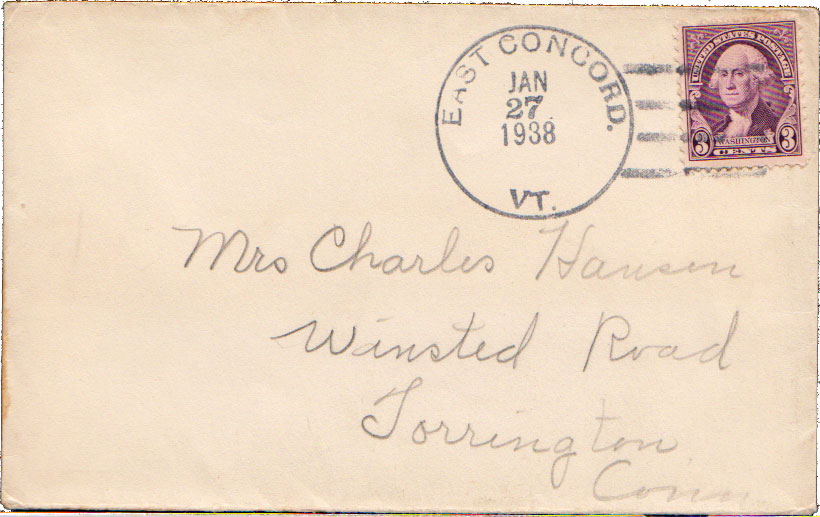 EAST CONCORD.
JAN
27
1938
VT.
UNITED STATES POSTAGE
3 WASHINGTON 3
CENTS
Mrs Charles Hansen
Winsted Road
Torrington
Conn